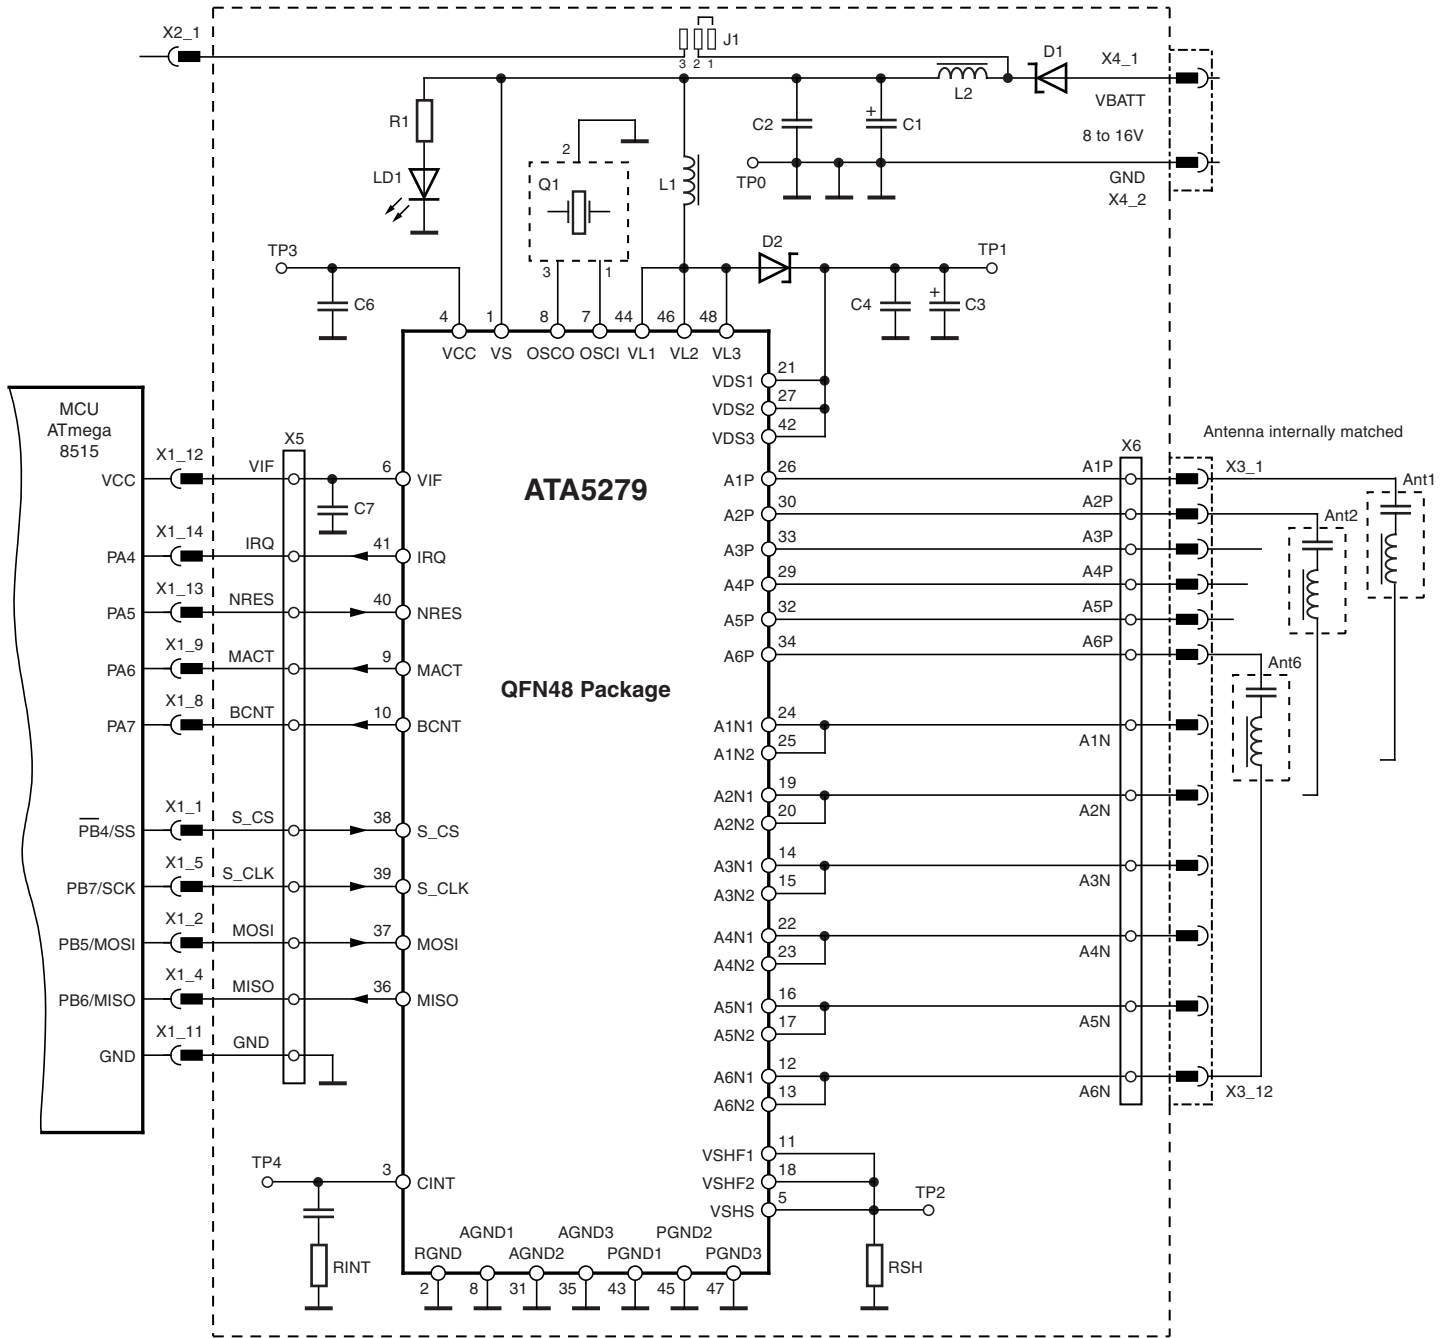 X2_1
J1
3 2 1
D1
X4_1
L2
VBATT
R1
C2
+
C1
8 to 16V
2
GND
TP0
X4_2
LD1
Q1
L1
TP3
3
1
D2
TP1
C6
C4
+
C3
4
1
8
7
44
46
48
VCC
VS
OSCO
OSCI
VL1
VL2
VL3
VDS1
21
VDS2
27
VDS3
42
MCU
ATmega
8515
X5
X6
Antenna internally matched
ATA5279
QFN48 Package
VCC
X1_12
VIF
6
VIF
C7
PA4
X1_14
IRQ
41
IRQ
PA5
X1_13
NRES
40
NRES
PA6
X1_9
MACT
9
MACT
PA7
X1_8
BCNT
10
BCNT
PB4/SS
X1_1
S_CS
38
S_CS
PB7/SCK
X1_5
S_CLK
39
S_CLK
PB5/MOSI
X1_2
MOSI
37
MOSI
PB6/MISO
X1_4
MISO
36
MISO
GND
X1_11
GND
A1P
26
A1P
X3_1
Ant1
A2P
30
A2P
Ant2
A3P
33
A3P
A4P
29
A4P
A5P
32
A5P
A6P
34
A6P
Ant6
A1N1
24
A1N2
25
A1N
A2N1
19
A2N2
20
A2N
A3N1
14
A3N2
15
A3N
A4N1
22
A4N2
23
A4N
A5N1
16
A5N2
17
A5N
A6N1
12
A6N2
13
A6N
X3_12
VSHF1
11
VSHF2
18
VSHS
5
TP2
RSH
TP4
3
CINT
RINT
AGND1
AGND3
PGND2
RGND
AGND2
PGND1
PGND3
2
8
31
35
43
45
47